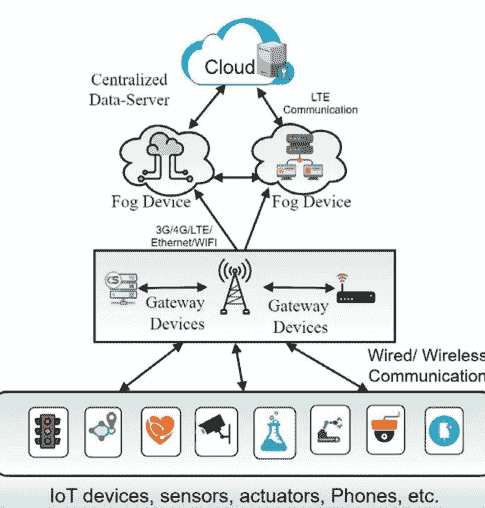 Cloud
Centralized
Data-Server
LTE
Communication
Fog Device
Fog Device
3G/4G/LTE/
Ethernet/WIFI
CS
Gateway
Devices
Gateway
Devices
Wired/ Wireless
Communication
IoT devices, sensors, actuators, Phones, etc.